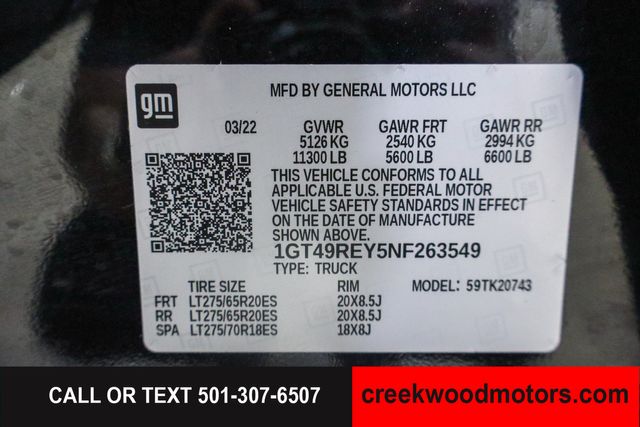 gm
MFD BY GENERAL MOTORS LLC
03/22 GVWR GAWR FRT GAWR RR
5126 KG 2540 KG 2994 KG
11300 LB 5600 LB 6600 LB
THIS VEHICLE CONFORMS TO ALL
APPLICABLE U.S. FEDERAL MOTOR
VEHICLE SAFETY STANDARDS IN EFFECT
ON THE DATE OF MANUFACTURE
SHOWN ABOVE.
1GT49REY5NF263549
TYPE: TRUCK
TIRE SIZE RIM MODEL: 59TK20743
FRT LT275/65R20ES 20X8.5J
RR LT275/65R20ES 20X8.5J
SPA LT275/70R18ES 18X8J
CALL OR TEXT 501-307-6507
creekwoodmotors.com